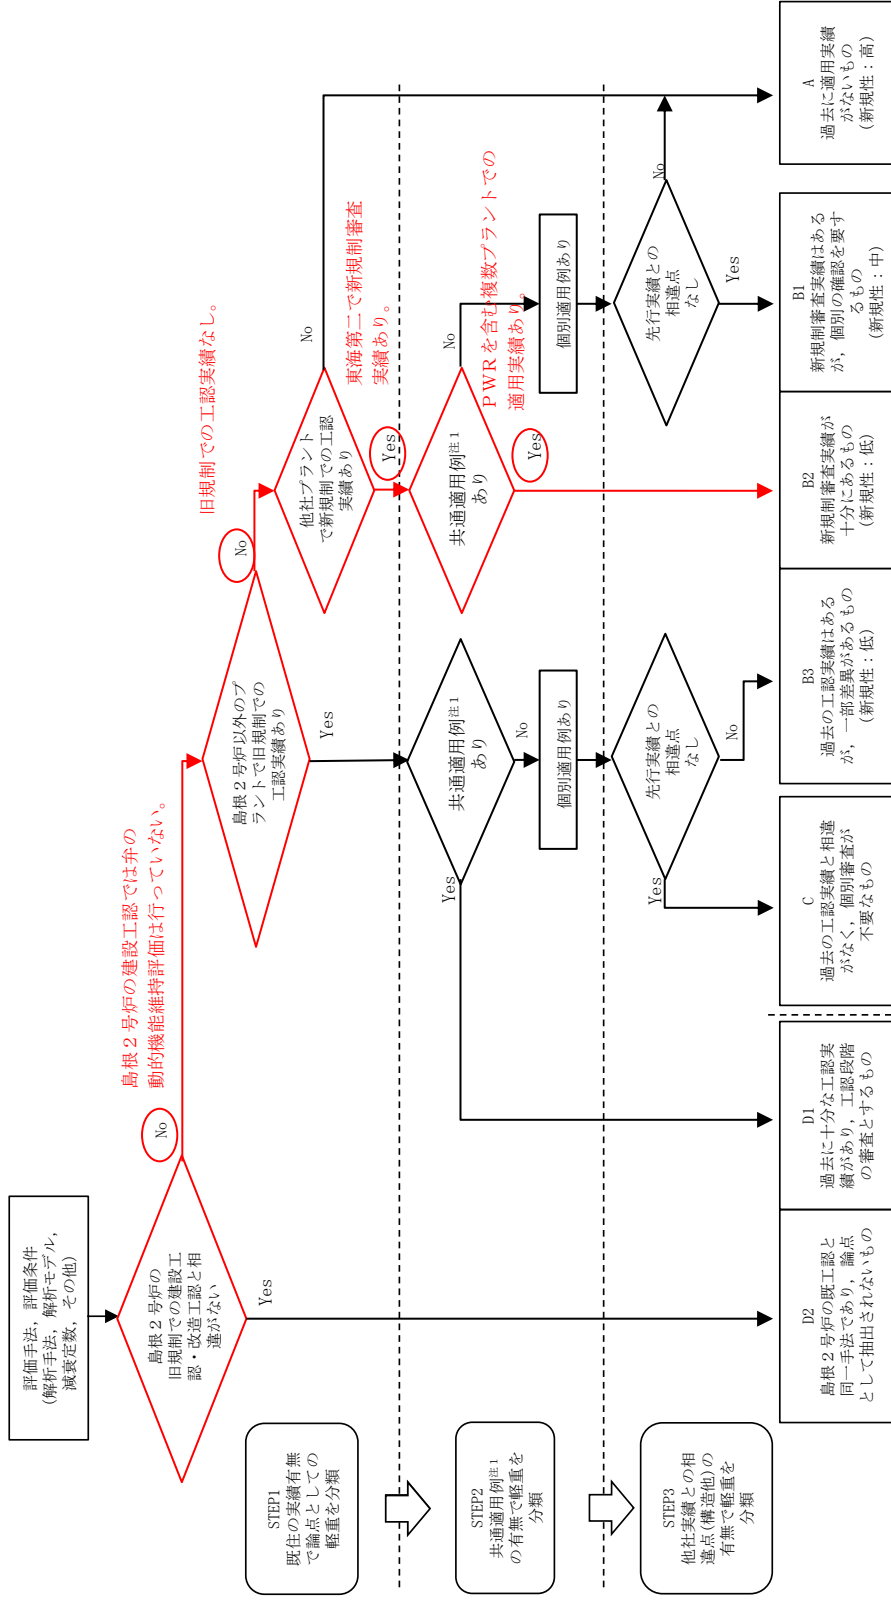 評価手法，評価条件
(解析手法，解析モデル，
減衰定数，その他)
STEP1
既往の実績有無
で論点としての
軽重を分類
島根２号炉の
旧規制での建設工
認・改造工認と相
違がない
Yes
No
島根２号炉の建設工認では弁の
動的機能維持評価は行っていない。
島根２号炉以外のプ
ラントで旧規制での
工認実績あり
Yes
No
旧規制での工認実績なし。
他社プラント
で新規制での工認
実績あり
No
Yes
東海第二で新規制審査
実績あり。
STEP2
共通適用例注１
の有無で軽重を
分類
共通適用例注１
あり
Yes
No
個別適用例あり
共通適用例注１
あり
Yes
No
ＰＷＲを含む複数プラントでの
適用実績あり。
個別適用例あり
STEP3
他社実績との相
違点(構造他)の
有無で軽重を
分類
先行実績との
相違点
なし
Yes
No
先行実績との
相違点
なし
No
Yes
D2
島根２号炉の既工認と
同一手法であり，論点
として抽出されないもの
D1
過去に十分な工認実
績があり，工認段階
の審査とするもの
C
過去の工認実績と相違
がなく，個別審査が
不要なもの
B3
過去の工認実績はある
が，一部差異があるもの
(新規性：低)
B2
新規制審査実績が
十分にあるもの
(新規性：低)
B1
新規制審査実績はある
が，個別の確認を要す
るもの
(新規性：中)
A
過去に適用実績
がないもの
(新規性：高)